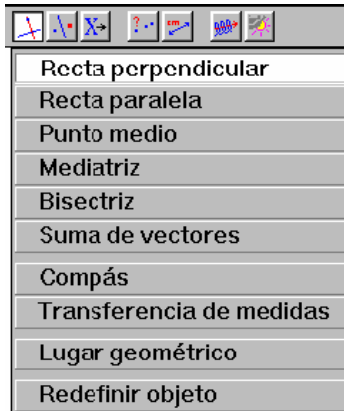 X
?
cm
Recta perpendicular
Recta paralela
Punto medio
Mediatriz
Bisectriz
Suma de vectores
Compás
Transferencia de medidas
Lugar geométrico
Redefinir objeto